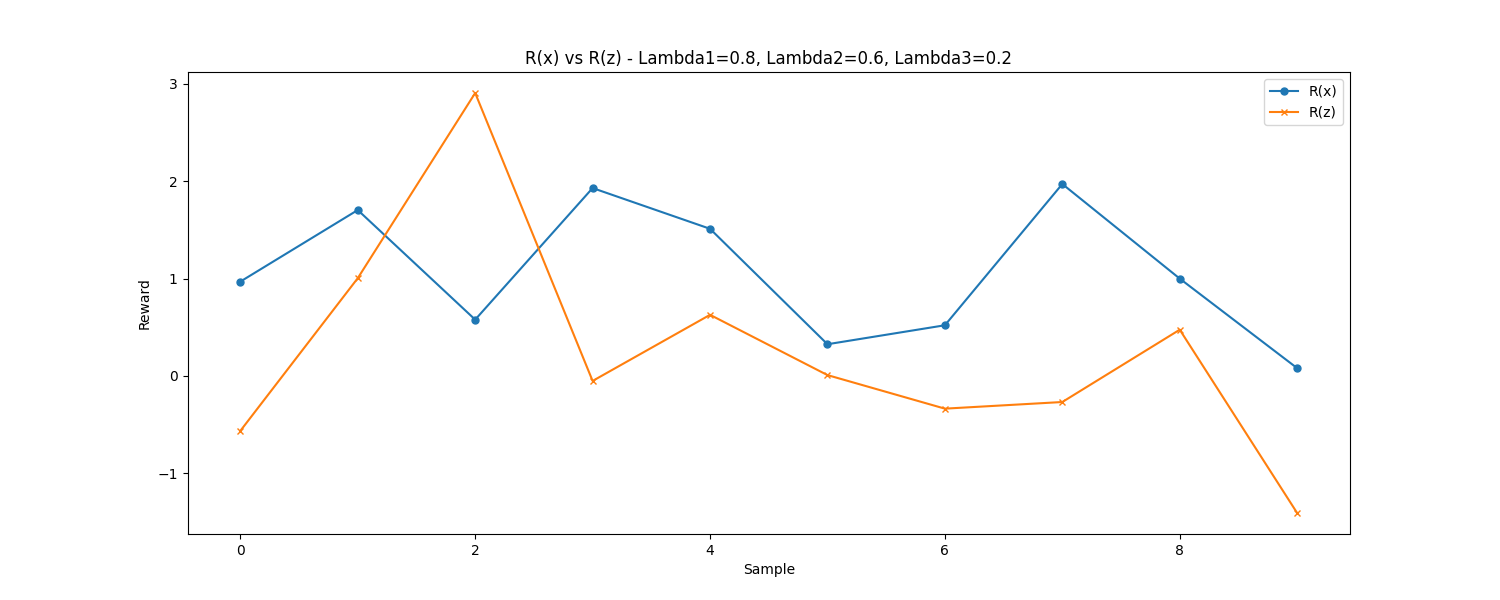 R(x) vs R(z) - Lambda1=0.8, Lambda2=0.6, Lambda3=0.2
R(x)
R(z)
3
2
1
0
−1
Reward
0 2 4 6 8
Sample